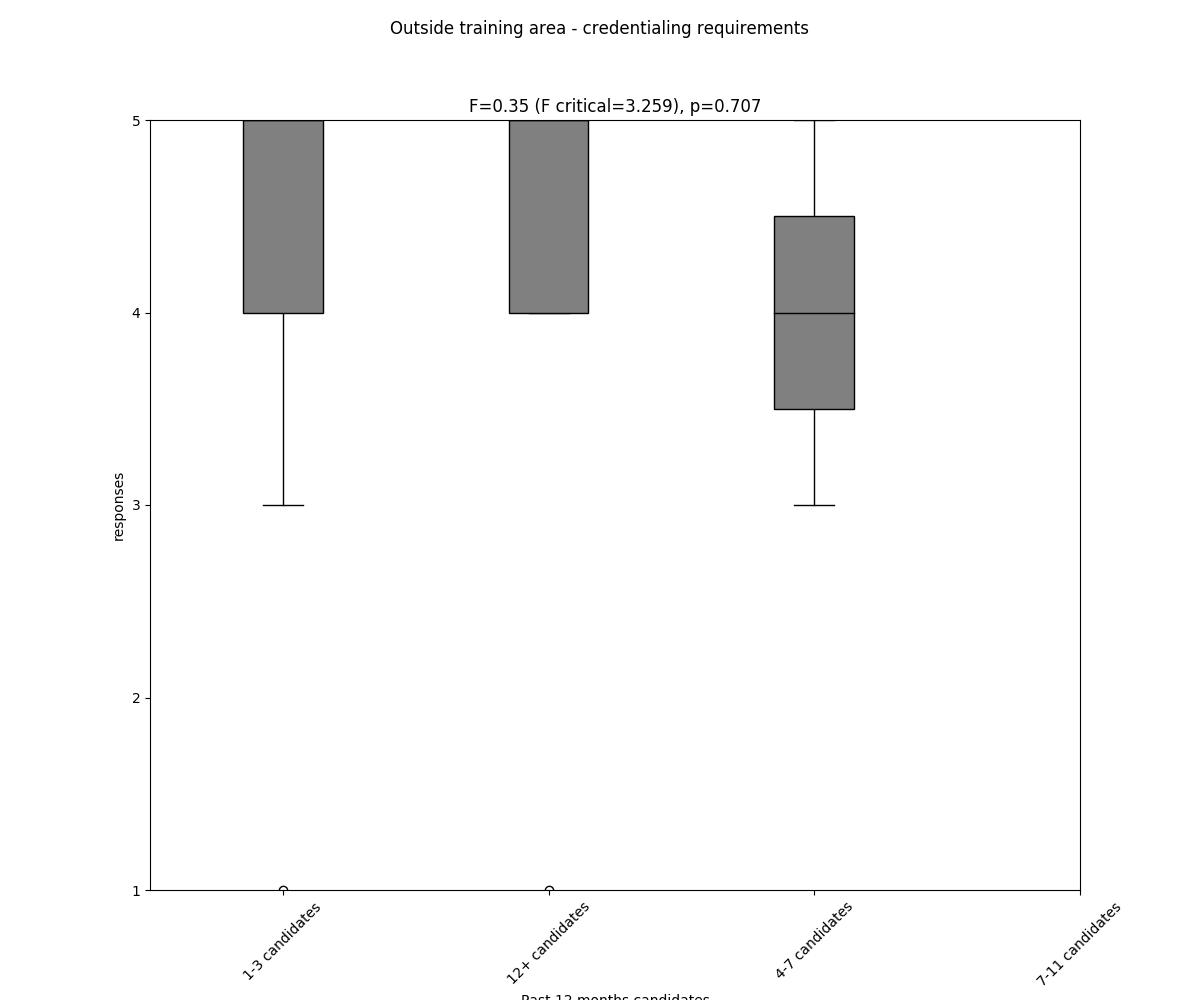 Outside training area - credentialing requirements
F=0.35 (F critical=3.259), p=0.707
5
4
3
2
1
responses
1-3 candidates
12+ candidates
4-7 candidates
7-11 candidates
Past 12 months candidates